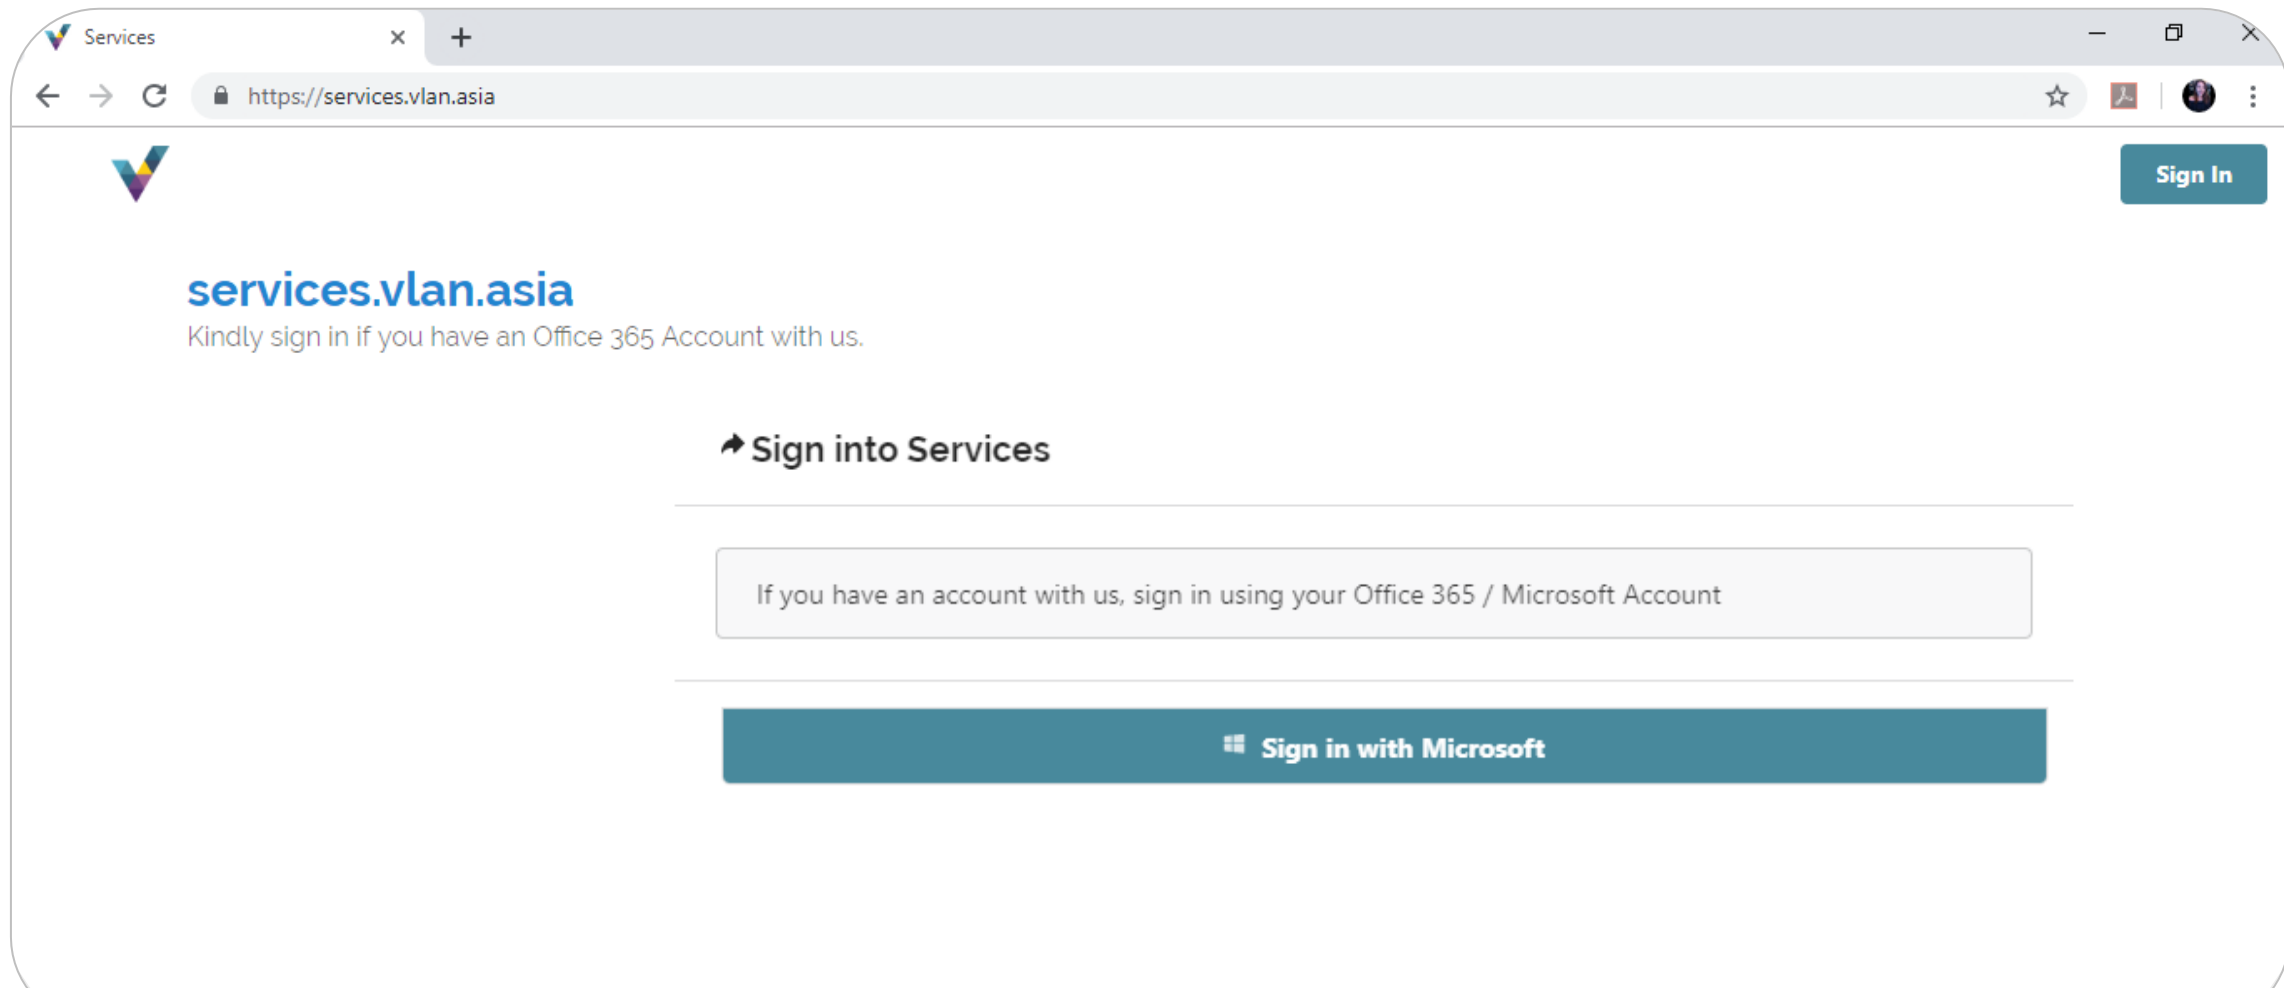 Services
https://services.vlan.asia
Sign In
services.vlan.asia
Kindly sign in if you have an Office 365 Account with us.
Sign into Services
If you have an account with us, sign in using your Office 365 / Microsoft Account
Sign in with Microsoft